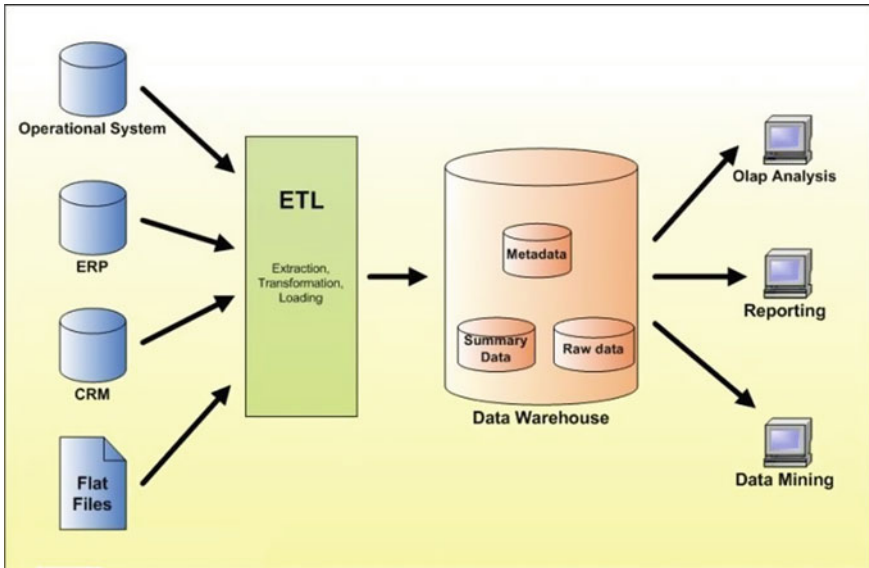 Operational System
ERP
CRM
Flat
Files
ETL
Extraction,
Transformation,
Loading
Metadata
Summary
Data
Raw data
Data Warehouse
Olap Analysis
Reporting
Data Mining